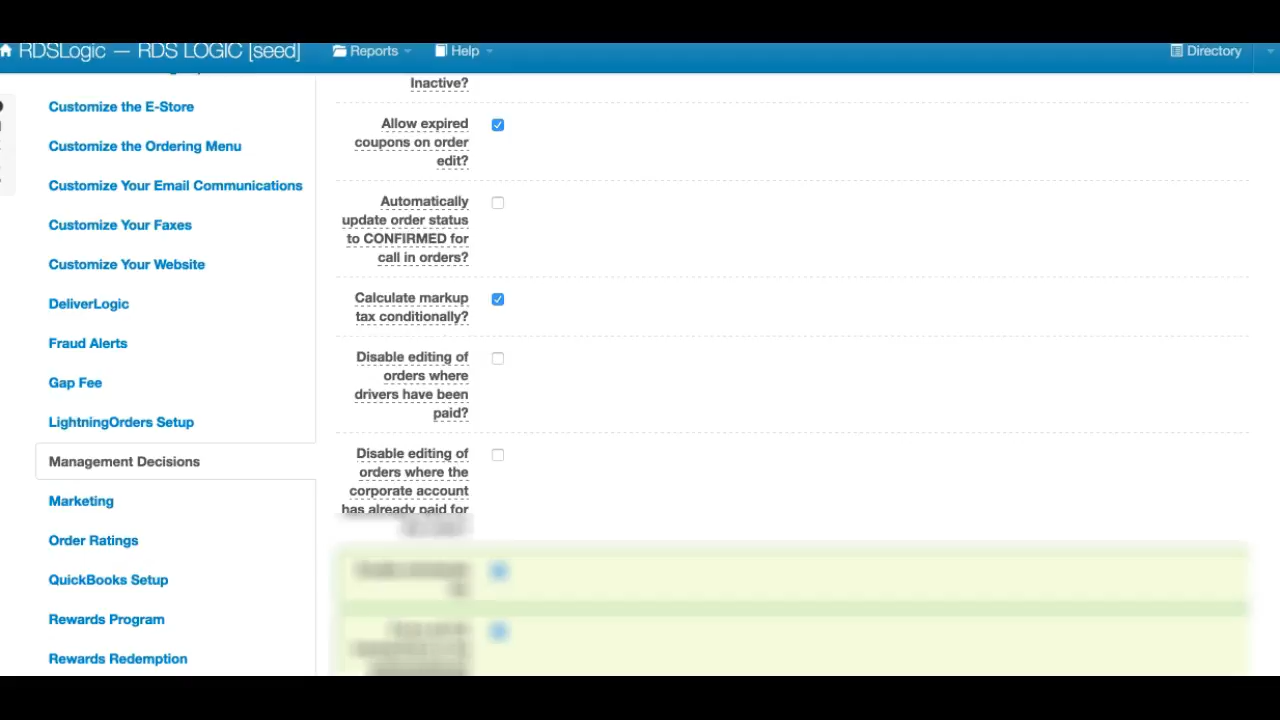 RDSLogic — RDS LOGIC [seed]
Reports
Help
Directory
Customize the E-Store
Customize the Ordering Menu
Customize Your Email Communications
Customize Your Faxes
Customize Your Website
DeliverLogic
Fraud Alerts
Gap Fee
LightningOrders Setup
Management Decisions
Marketing
Order Ratings
QuickBooks Setup
Rewards Program
Rewards Redemption
Inactive?
Allow expired
coupons on order
edit?
Automatically
update order status
to CONFIRMED for
call in orders?
Calculate markup
tax conditionally?
Disable editing of
orders where
drivers have been
paid?
Disable editing of
orders where the
corporate account
has already paid for